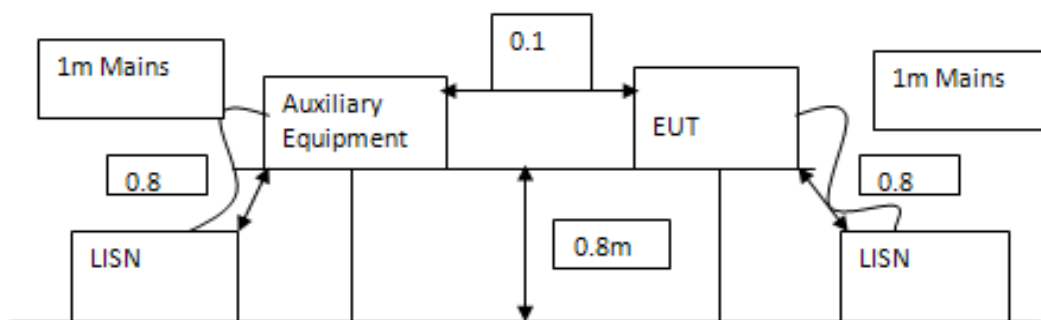 0.1
1m Mains
1m Mains
Auxiliary
Equipment
EUT
0.8
0.8
0.8m
LISN
LISN